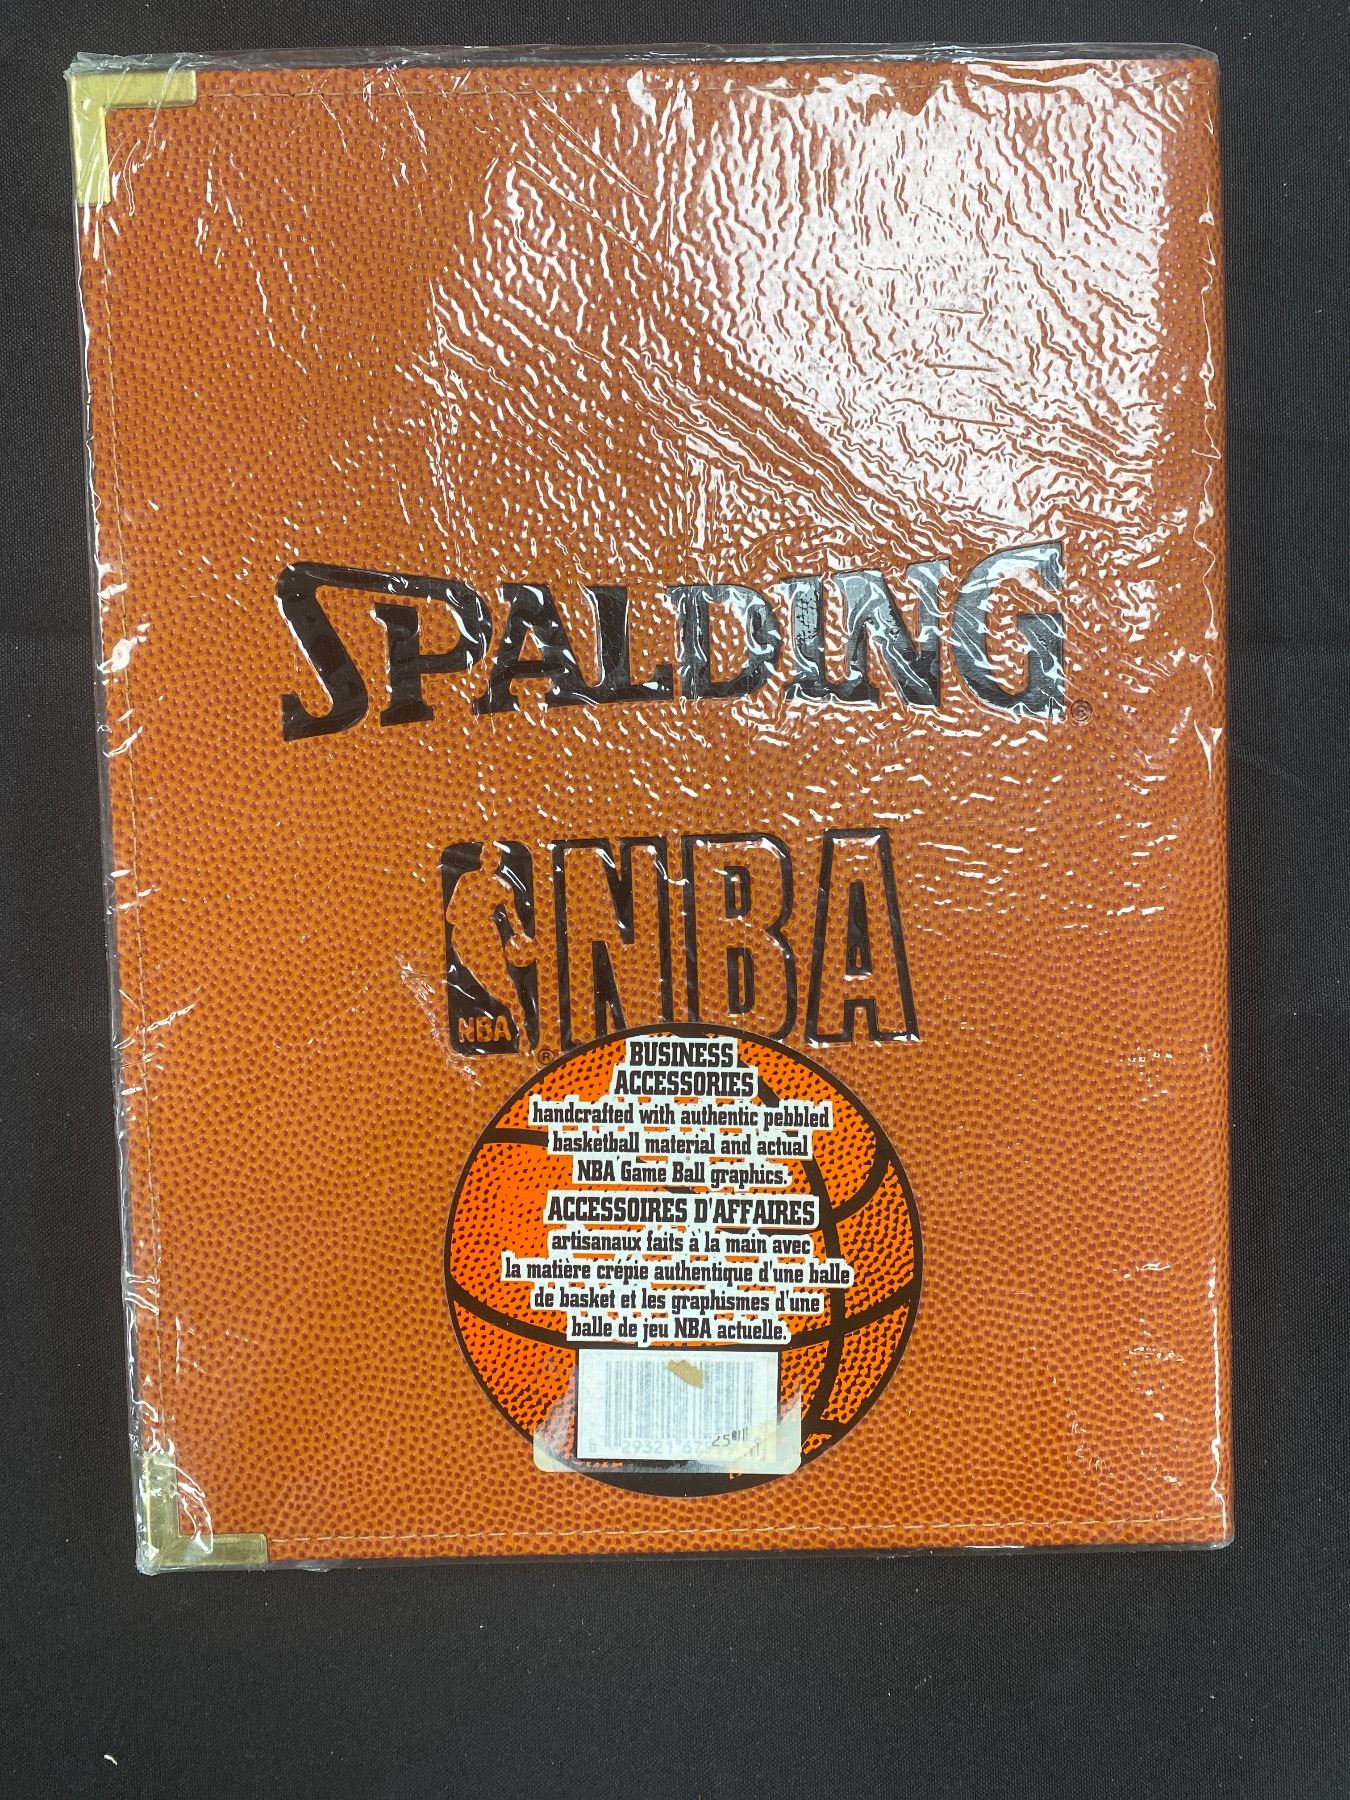 SPALDING®
NBA
NBA®
BUSINESS
ACCESSORIES
handcrafted with authentic pebbled
basketball material and actual
NBA Game Ball graphics.
ACCESSOIRES D'AFFAIRES
artisanaux faits à la main avec
la matière crépie authentique d'une balle
de basket et les graphismes d'une
balle de jeu NBA actuelle.
29321 67